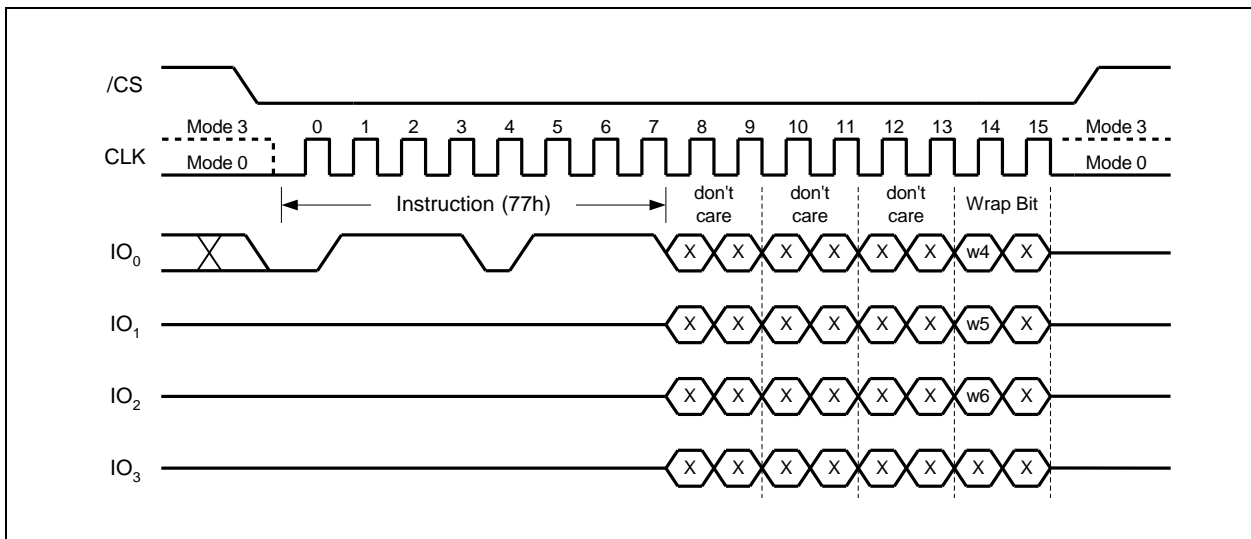 /CS
Mode 3 0 1 2 3 4 5 6 7 8 9 10 11 12 13 14 15 Mode 3
CLK Mode 0 Mode 0
Instruction (77h) don't care don't care don't care Wrap Bit
IO0 X X X X X X w4 X
IO1 X X X X X X w5 X
IO2 X X X X X X w6 X
IO3 X X X X X X X X